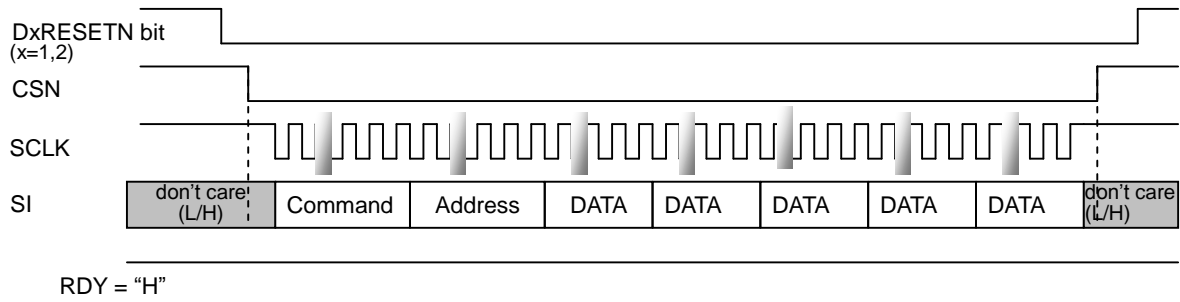 DxRESETN bit
(x=1,2)
CSN
SCLK
SI
don't care
(L/H)
Command
Address
DATA
DATA
DATA
DATA
DATA
don't care
(L/H)
RDY = “H”